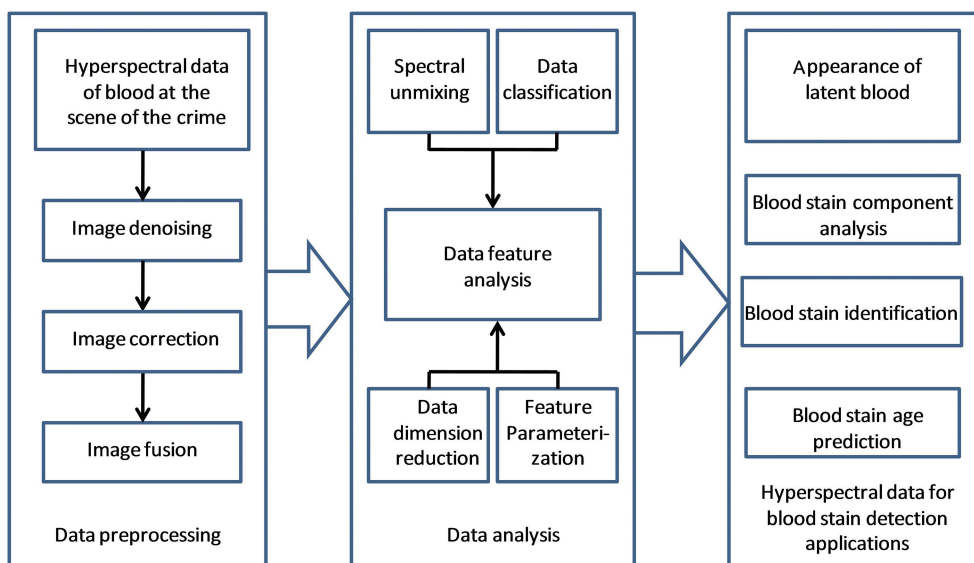 Hyperspectral data
of blood at the
scene of the crime
Image denoising
Image correction
Image fusion
Data preprocessing
Spectral
unmixing
Data
classification
Data feature
analysis
Data
dimension
reduction
Feature
Parameteri-
zation
Data analysis
Appearance of
latent blood
Blood stain component
analysis
Blood stain identification
Blood stain age
prediction
Hyperspectral data for
blood stain detection
applications